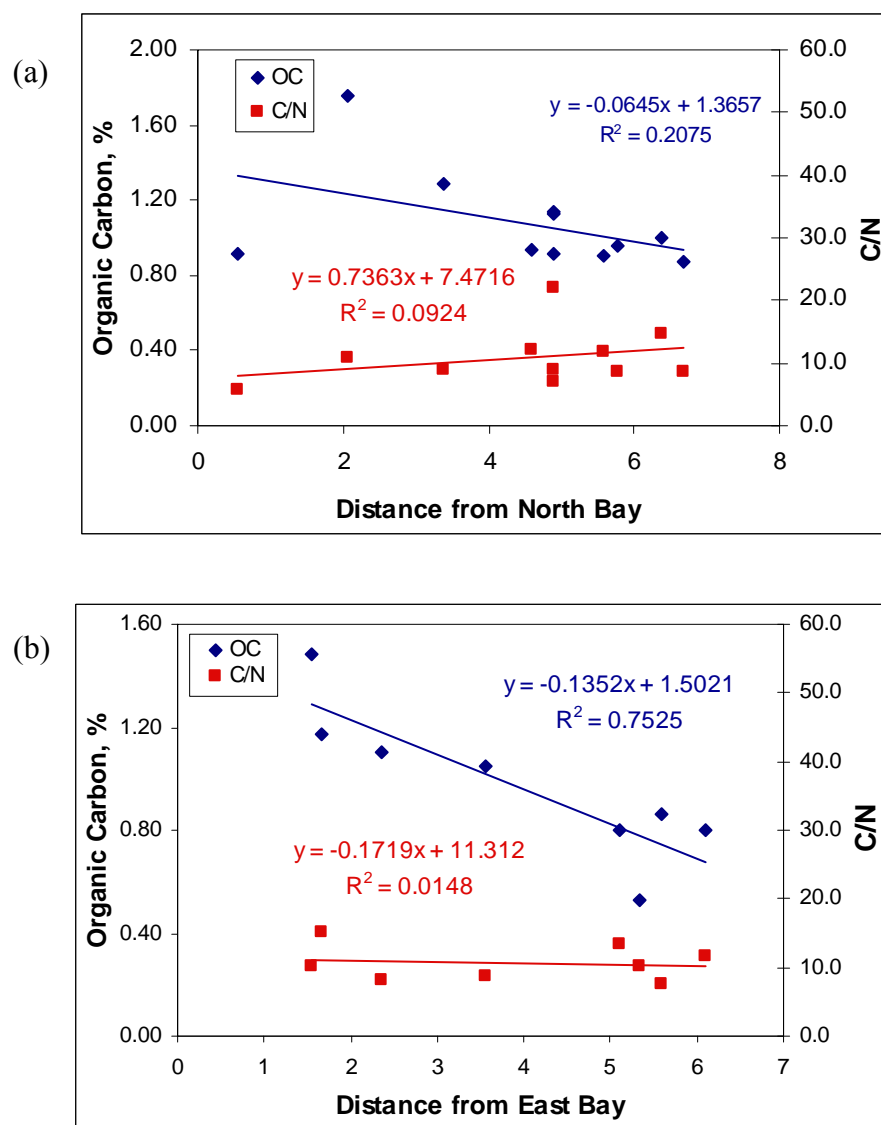 (a)
2.00
1.60
1.20
0.80
0.40
0.00
Organic Carbon, %
OC
C/N
y = -0.0645x + 1.3657
R² = 0.2075
y = 0.7363x + 7.4716
R² = 0.0924
60.0
50.0
40.0
30.0
20.0
10.0
0.0
C/N
0 2 4 6 8
Distance from North Bay
(b)
1.60
1.20
0.80
0.40
0.00
Organic Carbon, %
OC
C/N
y = -0.1352x + 1.5021
R² = 0.7525
y = -0.1719x + 11.312
R² = 0.0148
60.0
50.0
40.0
30.0
20.0
10.0
0.0
C/N
0 1 2 3 4 5 6 7
Distance from East Bay